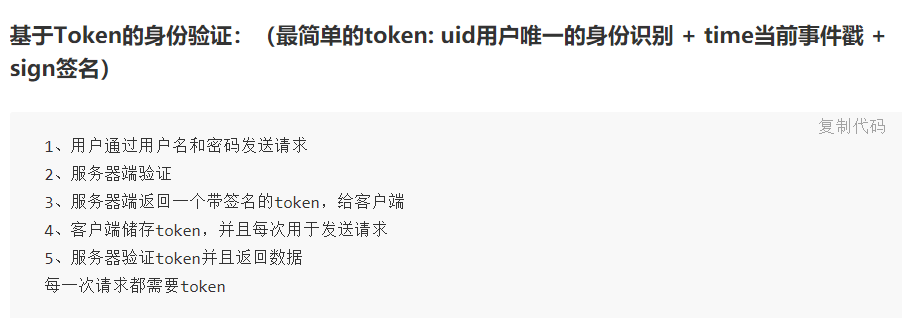 基于Token的身份验证：（最简单的token: uid用户唯一的身份识别 + time当前事件戳 +
sign签名）
复制代码
1、用户通过用户名和密码发送请求
2、服务器端验证
3、服务器端返回一个带签名的token，给客户端
4、客户端储存token，并且每次用于发送请求
5、服务器验证token并且返回数据
每一次请求都需要token